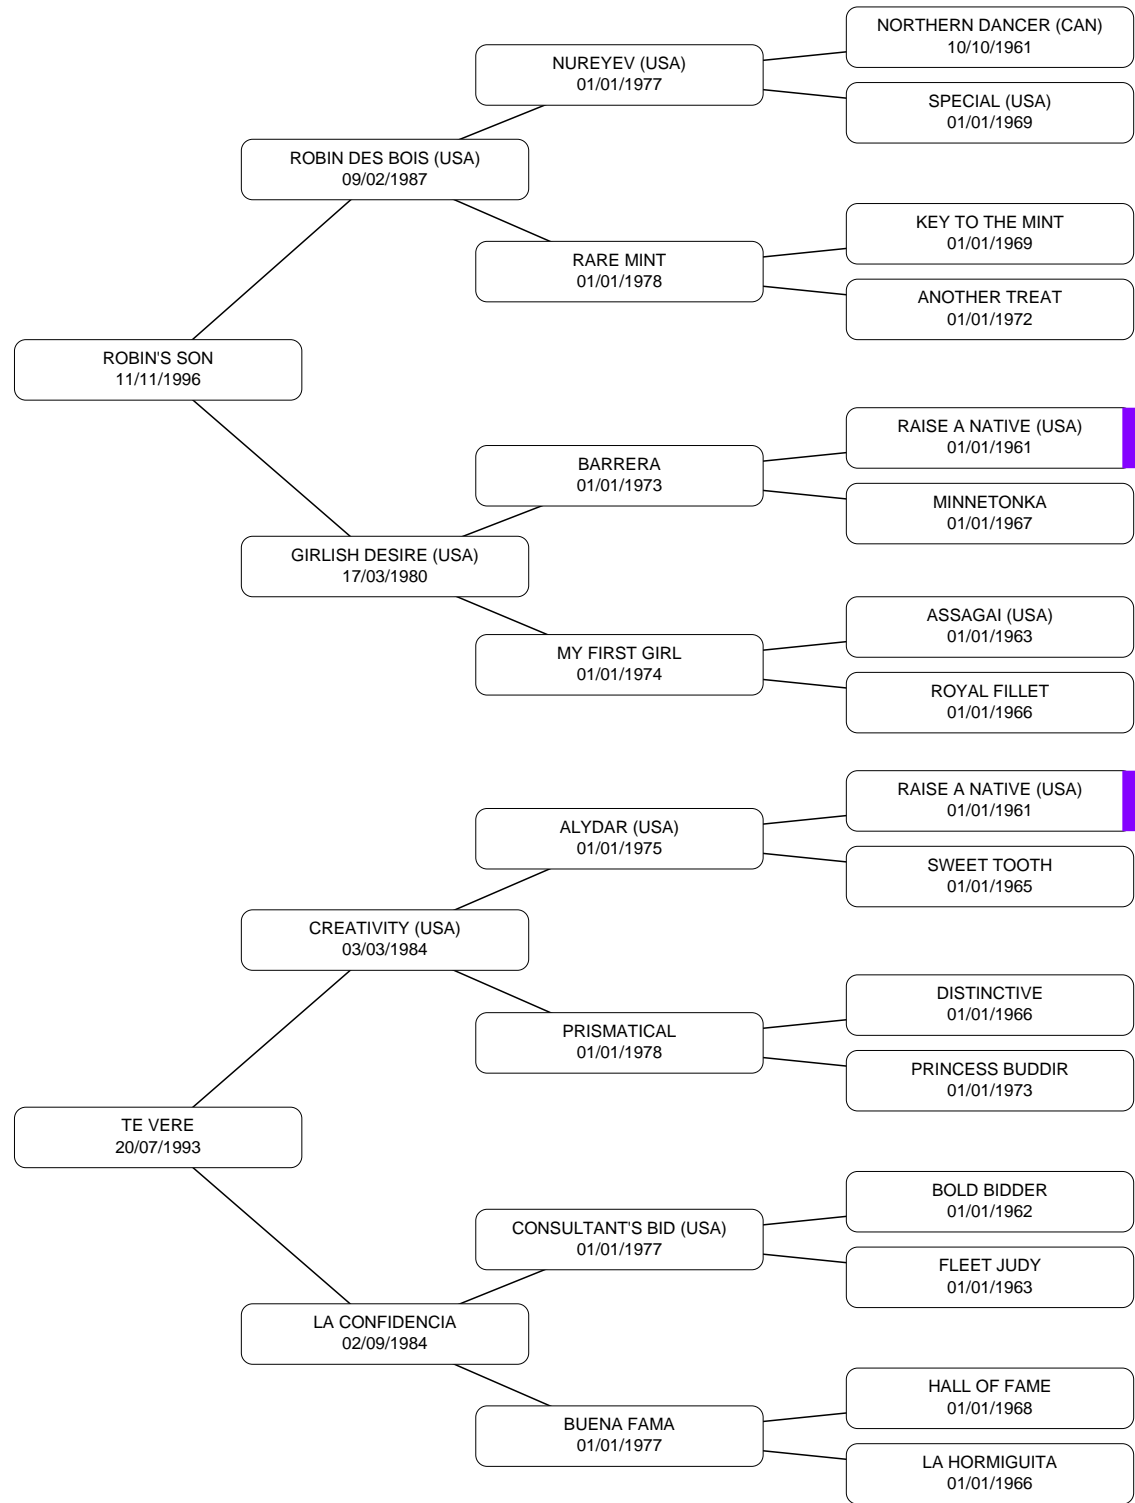 NORTHERN DANCER (CAN)
10/10/1961
NUREYEV (USA)
01/01/1977
SPECIAL (USA)
01/01/1969
ROBIN DES BOIS (USA)
09/02/1987
KEY TO THE MINT
01/01/1969
RARE MINT
01/01/1978
ANOTHER TREAT
01/01/1972
ROBIN'S SON
11/11/1996
RAISE A NATIVE (USA)
01/01/1961
BARRERA
01/01/1973
MINNETONKA
01/01/1967
GIRLISH DESIRE (USA)
17/03/1980
ASSAGAI (USA)
01/01/1963
MY FIRST GIRL
01/01/1974
ROYAL FILLET
01/01/1966
RAISE A NATIVE (USA)
01/01/1961
ALYDAR (USA)
01/01/1975
SWEET TOOTH
01/01/1965
CREATIVITY (USA)
03/03/1984
DISTINCTIVE
01/01/1966
PRISMATICAL
01/01/1978
PRINCESS BUDDIR
01/01/1973
TE VERE
20/07/1993
BOLD BIDDER
01/01/1962
CONSULTANT'S BID (USA)
01/01/1977
FLEET JUDY
01/01/1963
LA CONFIDENCIA
02/09/1984
HALL OF FAME
01/01/1968
BUENA FAMA
01/01/1977
LA HORMIGUITA
01/01/1966